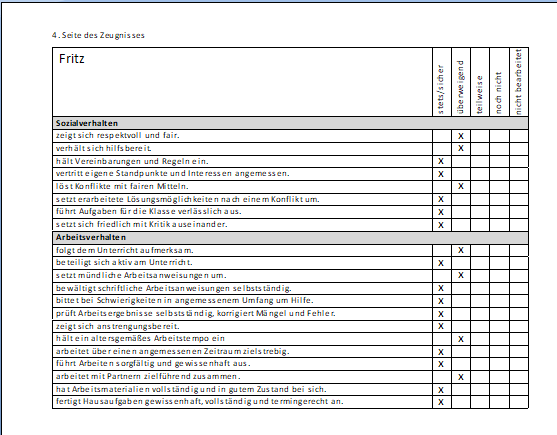 4. Seite des Zeugnisses
Fritz
stets/sicher
überweigend
teilweise
noch nicht
nicht bearbeitet
Sozialverhalten
zeigt sich respektvoll und fair. X
verhält sich hilfsbereit. X
hält Vereinbarungen und Regeln ein. X
vertritt eigene Standpunkte und Interessen angemessen. X
löst Konflikte mit fairen Mitteln. X
setzt erarbeitete Lösungsmöglichkeiten nach einem Konflikt um. X
führt Aufgaben für die Klasse verlässlich aus. X
setzt sich friedlich mit Kritik auseinander. X
Arbeitsverhalten
folgt dem Unterricht aufmerksam. X
beteiligt sich aktiv am Unterricht. X
setzt mündliche Arbeitsanweisungen um. X
bewältigt schriftliche Arbeitsanweisungen selbstständig. X
bittet bei Schwierigkeiten in angemessenem Umfang um Hilfe. X
prüft Arbeitsergebnisse selbstständig, korrigiert Mängel und Fehler. X
zeigt sich anstrengungsbereit. X
hält ein altersgemäßes Arbeitstempo ein X
arbeitet über einen angemessenen Zeitraum zielstrebig. X
führt Arbeiten sorgfältig und gewissenhaft aus. X
arbeitet mit Partnern zielführend zusammen. X
hat Arbeitsmaterialien vollständig und in gutem Zustand bei sich. X
fertigt Hausaufgaben gewissenhaft, vollständig und termingerecht an. X